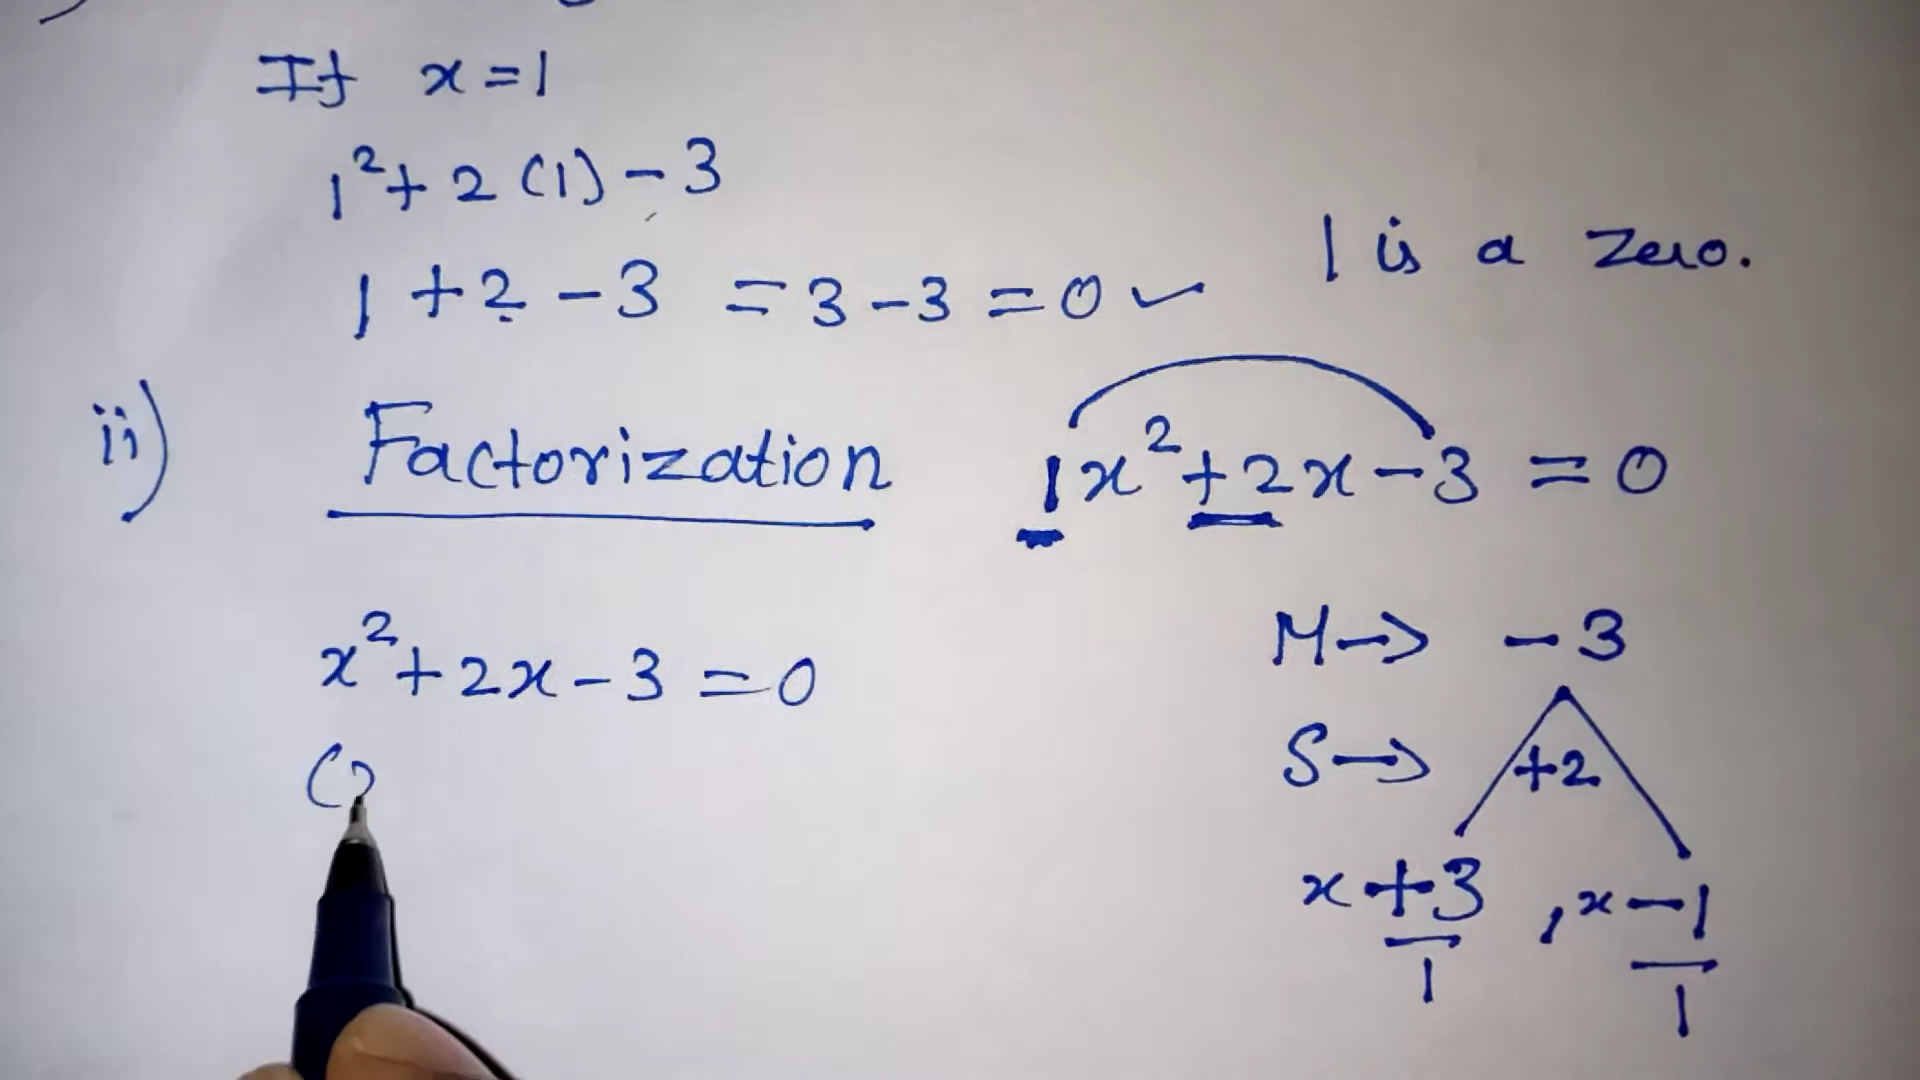 If x = 1
1² + 2 (1) - 3
1 + 2 - 3 = 3 - 3 = 0 ✓
1 is a zero.
ii) Factorization
1x² + 2x - 3 = 0
x² + 2x - 3 = 0
(
M → - 3
S → +2
x + 3/1 , x - 1/1